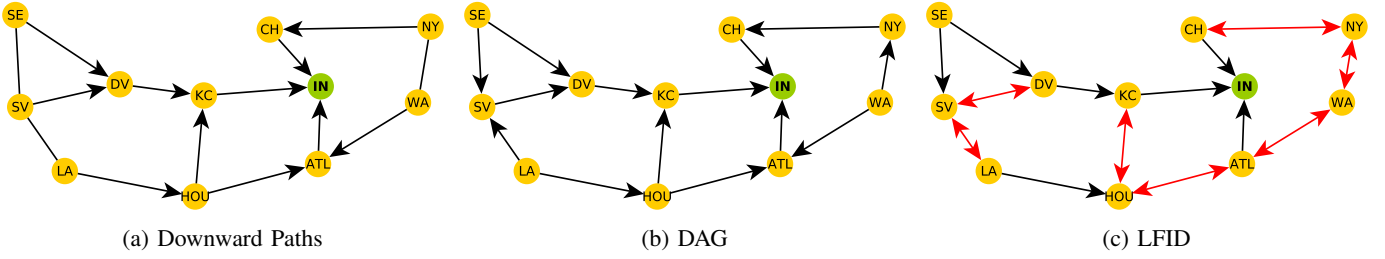 SE
CH
NY
DV
IN
KC
SV
WA
LA
ATL
HOU
(a) Downward Paths
SE
CH
NY
DV
IN
KC
SV
WA
LA
ATL
HOU
(b) DAG
SE
CH
NY
DV
IN
KC
SV
WA
LA
ATL
HOU
(c) LFID